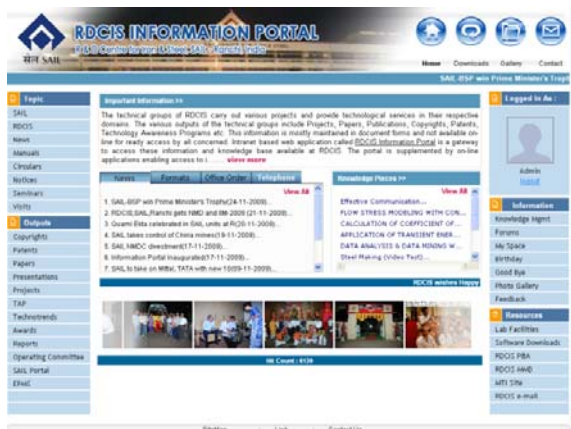 RDCIS INFORMATION PORTAL
R& D Centre for Iron & Steel, SAIL, Ranchi, India
सेल SAIL
Home Downloads Gallery Contact
SAIL-BSP win Prime Minister's Trop
Topic
SAIL
RDCIS
News
Manuals
Circulars
Notices
Seminars
Visits
Outputs
Copyrights
Patents
Papers
Presentations
Projects
TAP
Technotrends
Awards
Reports
Operating Committee
SAIL Portal
EPMS
Important Information >>
The technical groups of RDCIS carry out various projects and provide technological services in their respective
domains. The various outputs of the technical groups include Projects, Papers, Publications, Copyrights, Patents,
Technology Awareness Programs etc. This information is mostly maintained in document forms and not available on-
line for ready access by all concerned. Intranet based web application called RDCIS Information Portal is a gateway
to access these information and knowledge base available at RDCIS. The portal is supplemented by on-line
applications enabling access to i...... view more
News Formats Office Order Telephone
View All
1. SAIL-BSP win Prime Minister's Trophy(24-11-2009)...
2. RDCIS,SAIL,Ranchi gets NMD and IIM-2009 (21-11-2009)...
3. Quami Ekta celebrated in SAIL, units at R(20-11-2009)...
4. SAIL takes control of China mines(19-11-2009)...
5. SAIL NMDC divestment(17-11-2009)...
6. Information Portal inaugurated(17-11-2009)...
7. SAIL to take on Mittal, TATA with new 10(09-11-2009)...
Knowledge Pieces >>
View All
Effective Communication...
FLOW STRESS MODELING WITH CON...
CALCULATION OF COEFFICIENT OF...
APPLICATION OF TRANSIENT ENER...
DATA ANALYSIS & DATA MINING W...
Steel Making (Video Text)...
RDCIS wishes Happy
Hit Count : 8120
Logged in As :
Admin
logout
Information
Knowledge Mgmt
Forums
My Space
Birthday
Good Bye
Photo Gallery
Feedback
Resources
Lab Facilities
Software Downloads
RDCIS PBA
RDCIS MMD
MTI Site
RDCIS e-mail